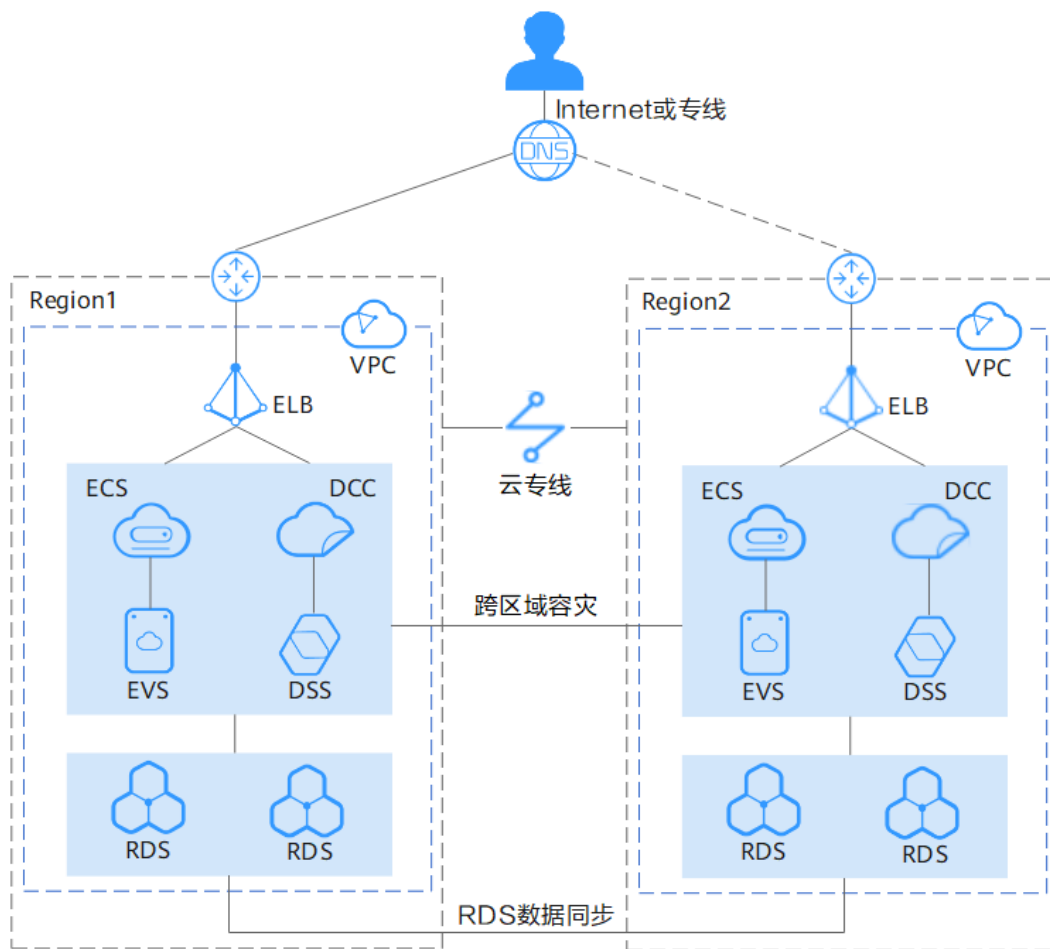 Internet或专线
DNS
Region1
VPC
ELB
ECS
DCC
EVS
DSS
RDS
RDS
云专线
跨区域容灾
RDS数据同步
Region2
VPC
ELB
ECS
DCC
EVS
DSS
RDS
RDS